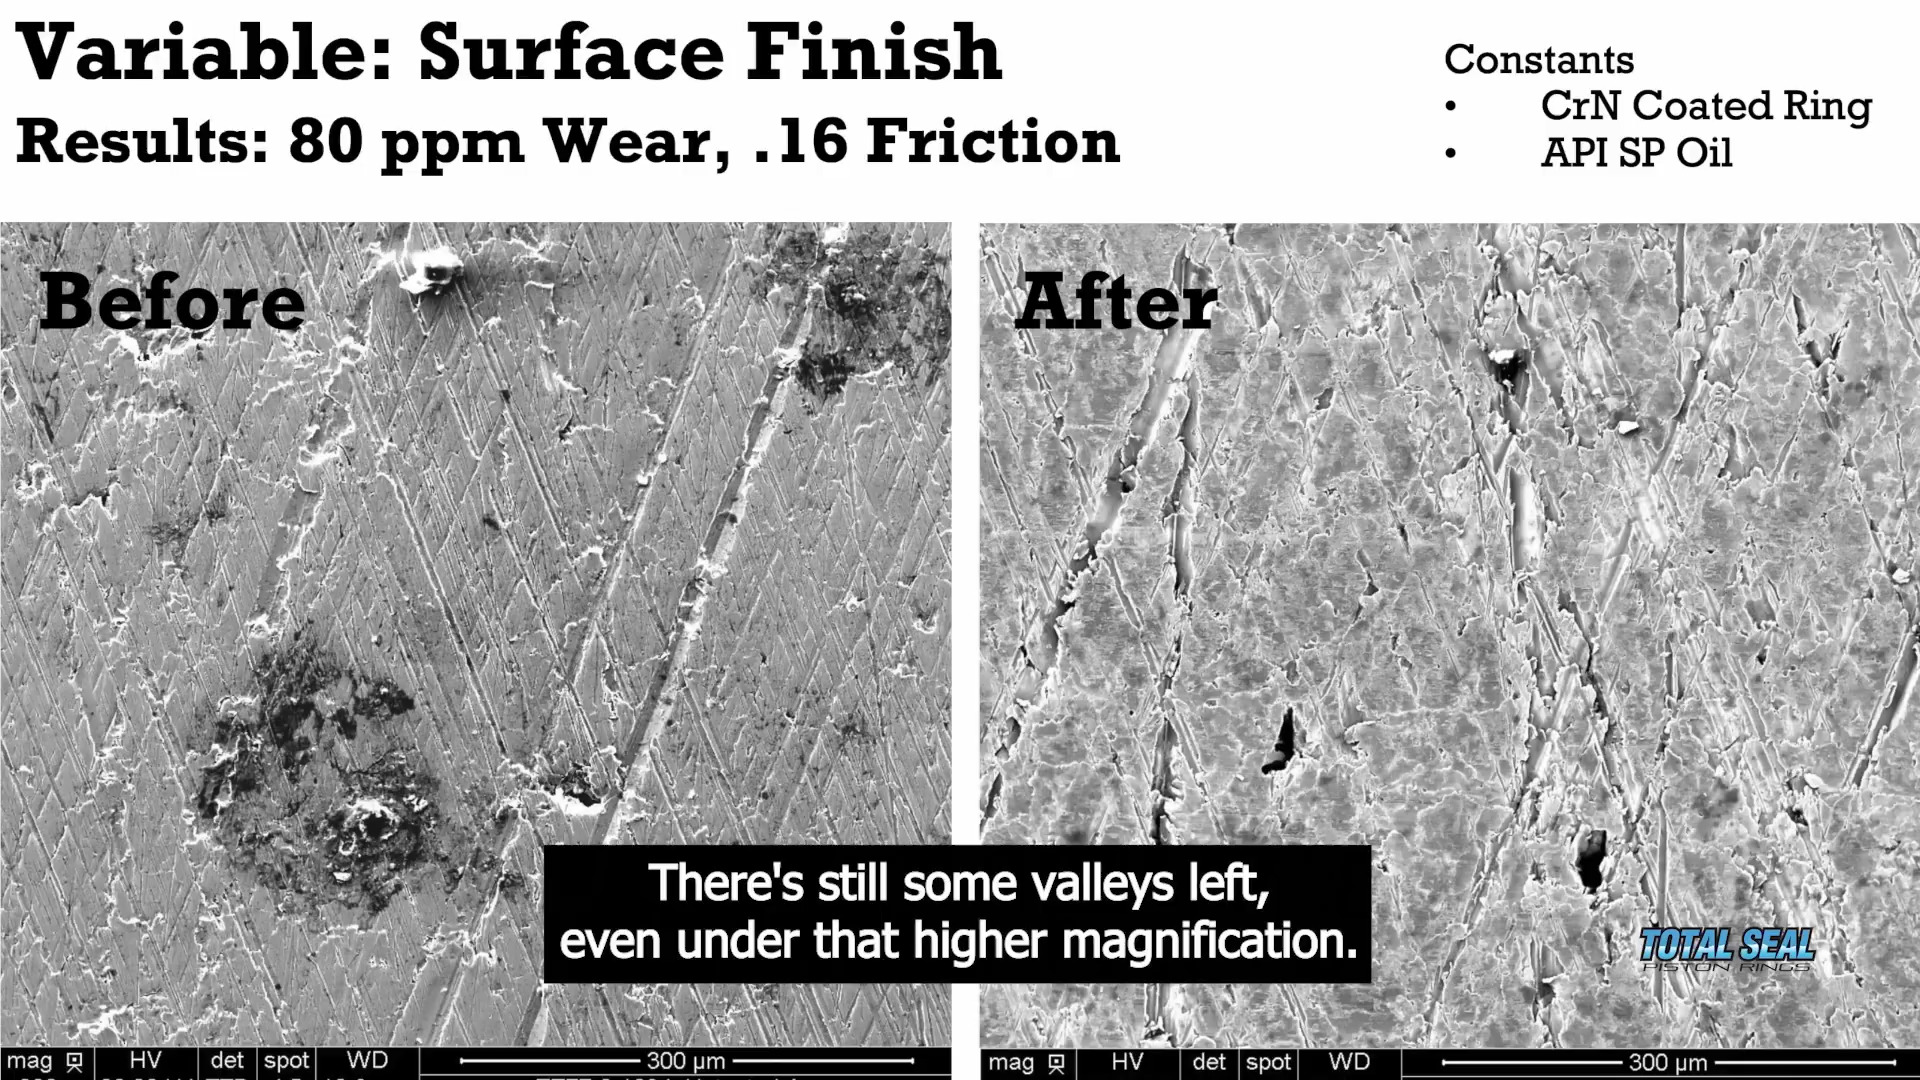 Variable: Surface Finish
Results: 80 ppm Wear, .16 Friction
Constants
• CrN Coated Ring
• API SP Oil
Before
After
There's still some valleys left,
even under that higher magnification.
TOTAL SEAL
PISTON RINGS
mag HV det spot WD 300 µm
mag HV det spot WD 300 µm